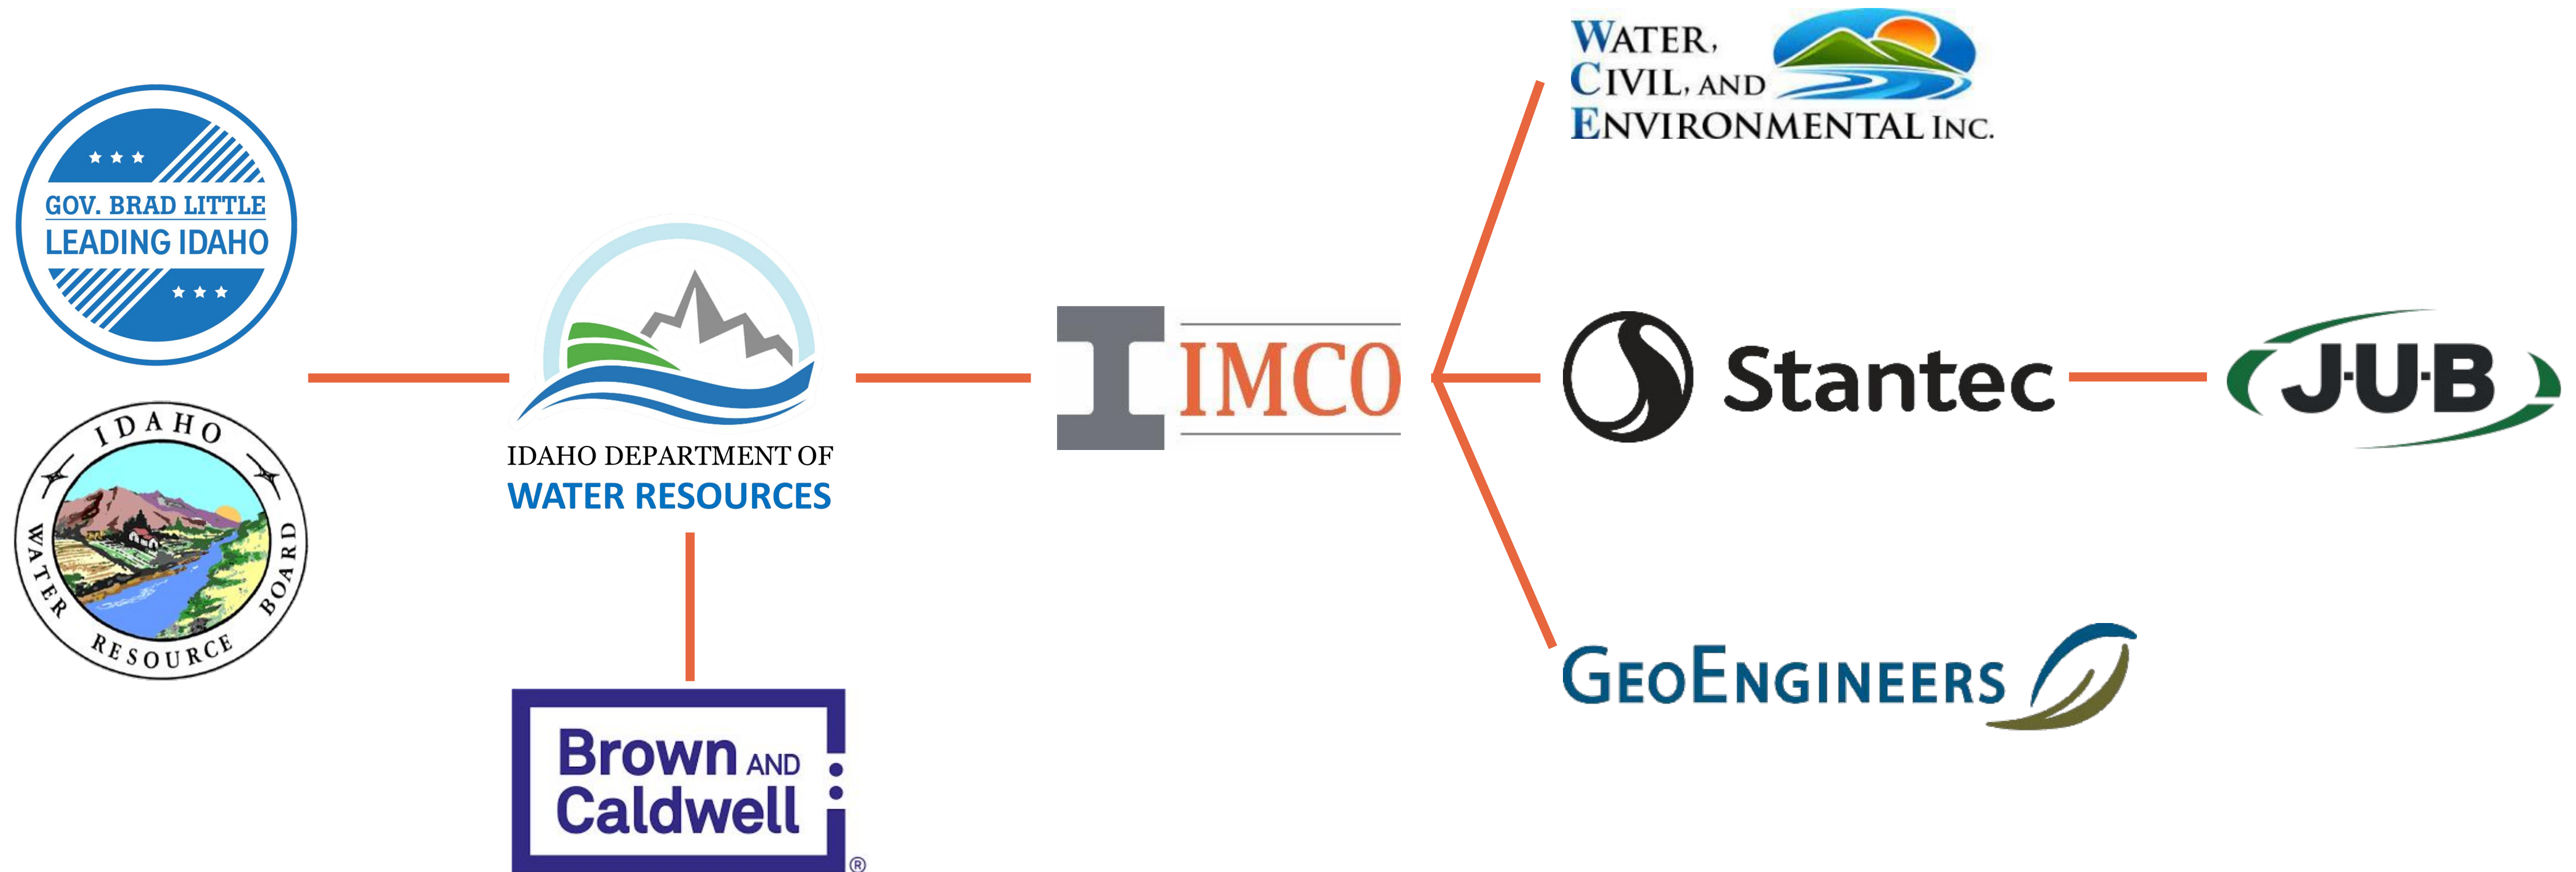 GOV. BRAD LITTLE
LEADING IDAHO
IDAHO
WATER RESOURCE BOARD
IDAHO DEPARTMENT OF
WATER RESOURCES
Brown AND
Caldwell
®
I IMCO
WATER,
CIVIL, AND
ENVIRONMENTAL INC.
Stantec
J·U·B
GEOENGINEERS